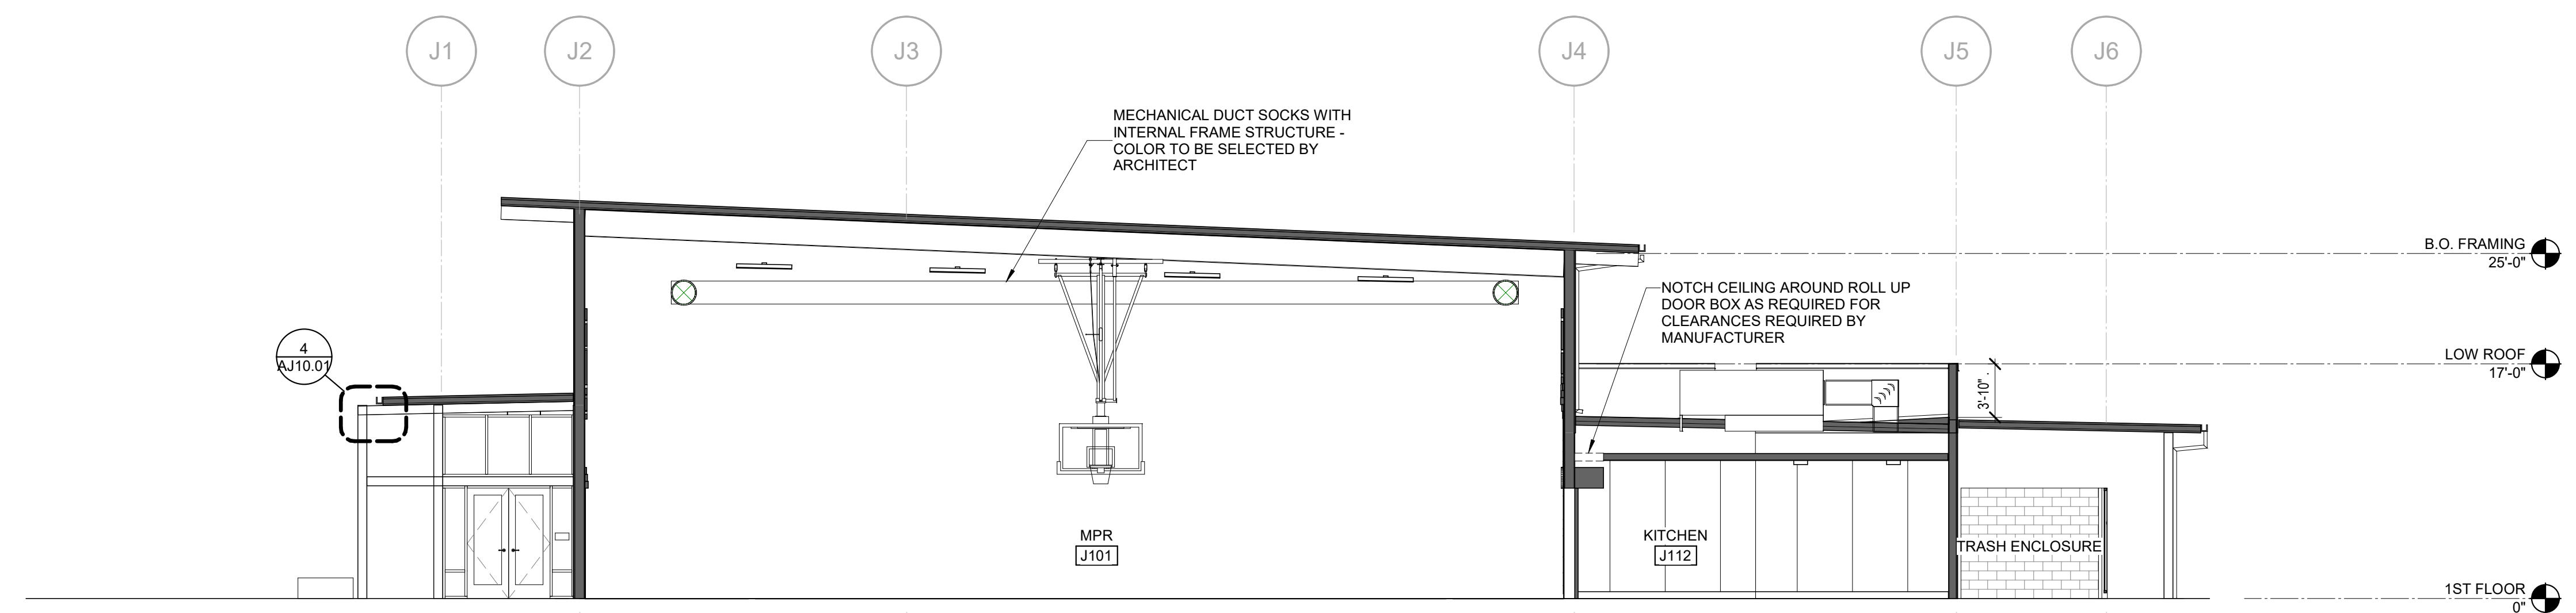 J1
J2
J3
J4
J5
J6
MECHANICAL DUCT SOCKS WITH
INTERNAL FRAME STRUCTURE -
COLOR TO BE SELECTED BY
ARCHITECT
B.O. FRAMING
25'-0"
NOTCH CEILING AROUND ROLL UP
DOOR BOX AS REQUIRED FOR
CLEARANCES REQUIRED BY
MANUFACTURER
4
AJ10.01
LOW ROOF
17'-0"
3'-10"
MPR
J101
KITCHEN
J112
TRASH ENCLOSURE
1ST FLOOR
0"